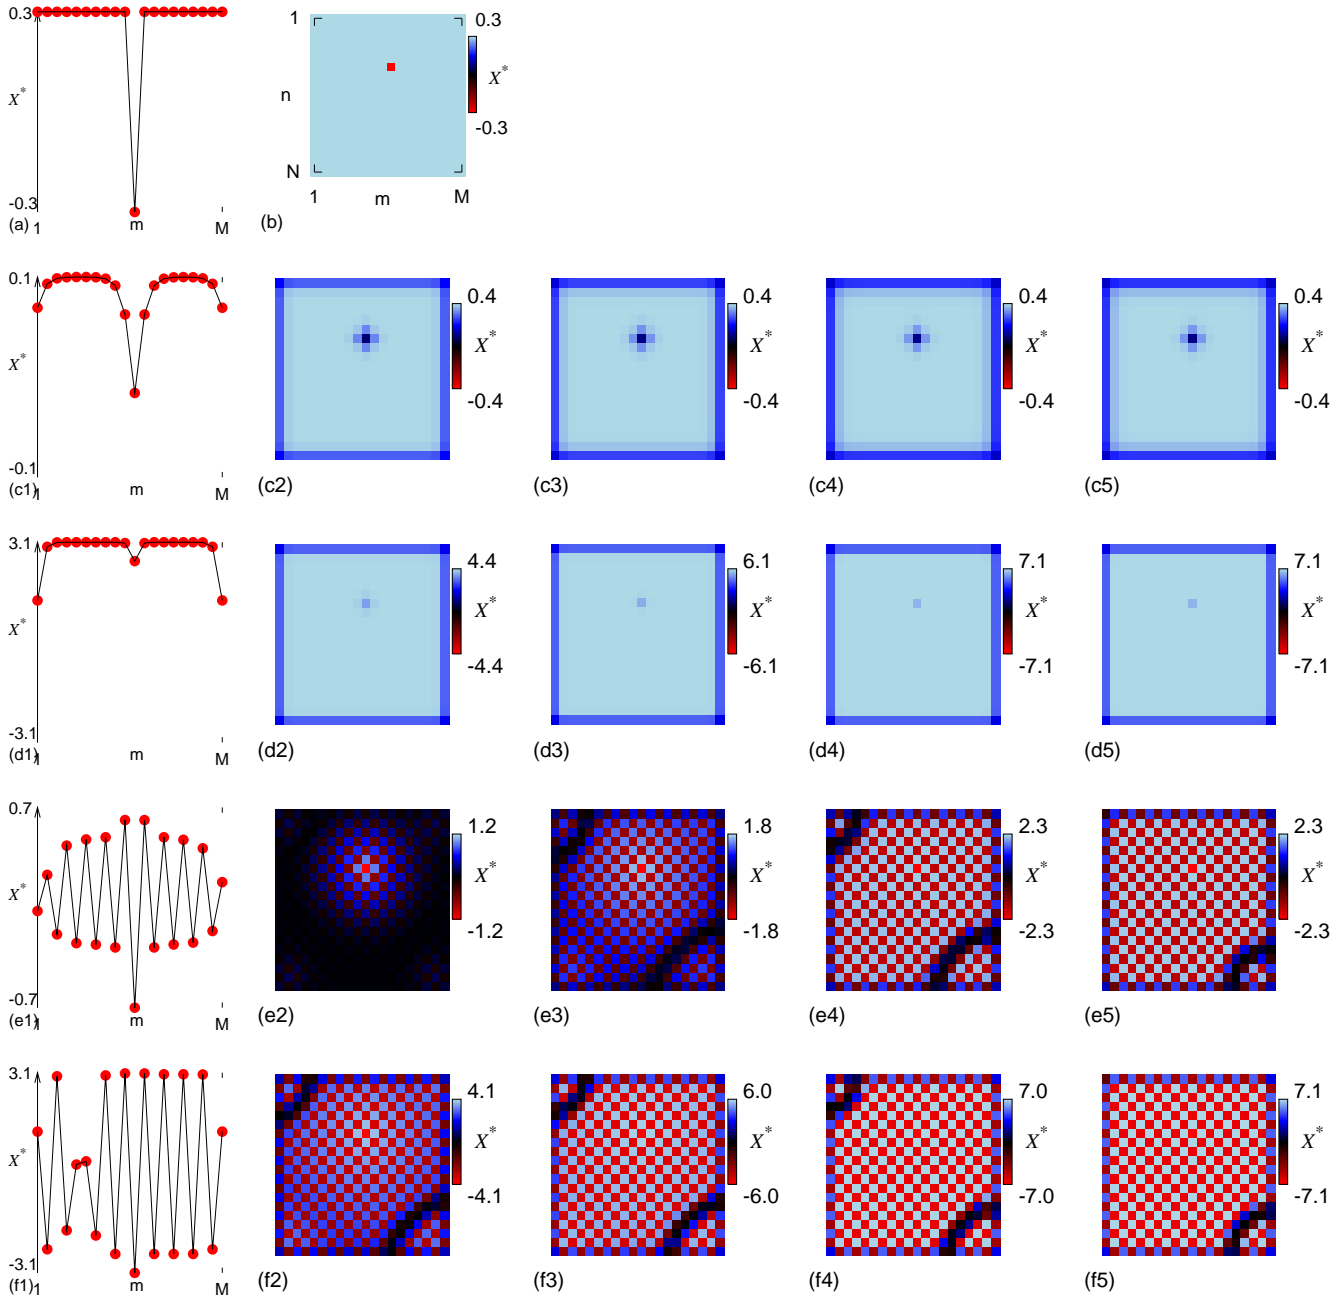 0.3
X*
-0.3
(a) 1 m M
1 0.3
n X*
N -0.3
1 m M
(b)
0.1
X*
-0.1
(c1) 1 m M
0.4
X*
-0.4
(c2)
0.4
X*
-0.4
(c3)
0.4
X*
-0.4
(c4)
0.4
X*
-0.4
(c5)
3.1
X*
-3.1
(d1) 1 m M
4.4
X*
-4.4
(d2)
6.1
X*
-6.1
(d3)
7.1
X*
-7.1
(d4)
7.1
X*
-7.1
(d5)
0.7
X*
-0.7
(e1) 1 m M
1.2
X*
-1.2
(e2)
1.8
X*
-1.8
(e3)
2.3
X*
-2.3
(e4)
2.3
X*
-2.3
(e5)
3.1
X*
-3.1
(f1) 1 m M
4.1
X*
-4.1
(f2)
6.0
X*
-6.0
(f3)
7.0
X*
-7.0
(f4)
7.1
X*
-7.1
(f5)